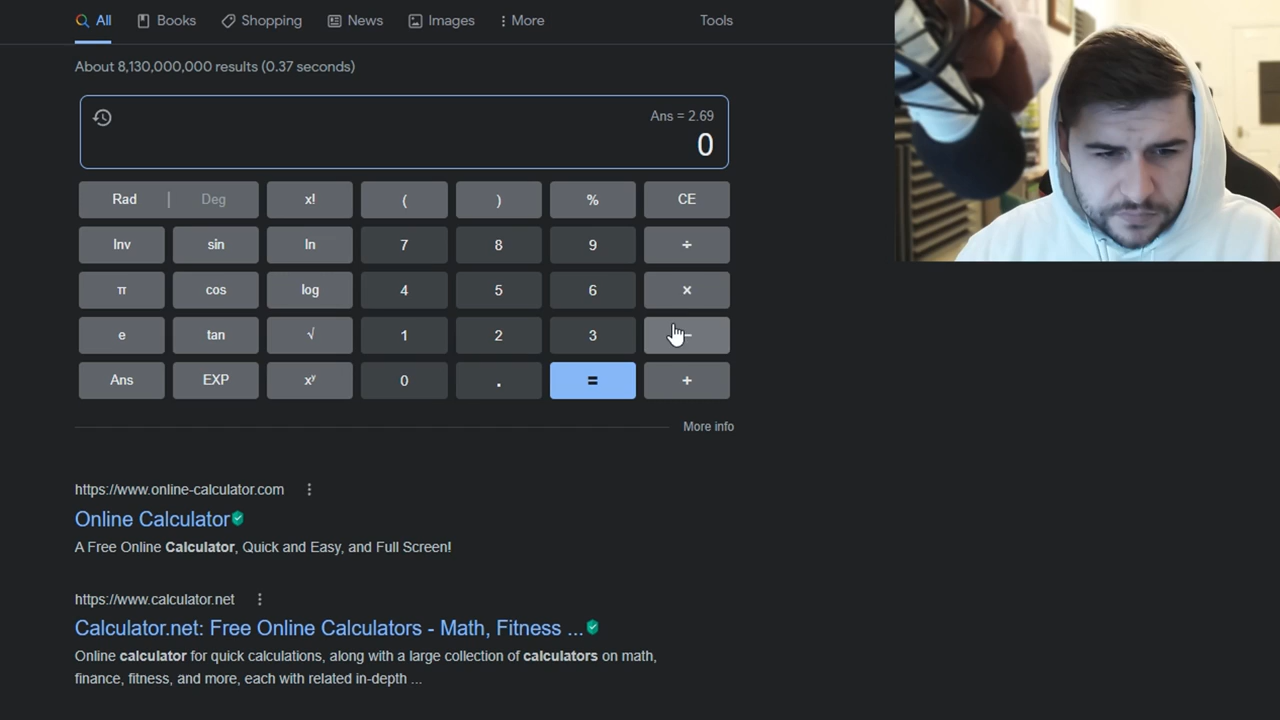 All Books Shopping News Images More Tools
About 8,130,000,000 results (0.37 seconds)
Ans = 2.69
0
Rad | Deg x! ( ) % CE
Inv sin ln 7 8 9 ÷
π cos log 4 5 6 ×
e tan √ 1 2 3 −
Ans EXP xʸ 0 . = +
More info
https://www.online-calculator.com
Online Calculator
A Free Online Calculator, Quick and Easy, and Full Screen!
https://www.calculator.net
Calculator.net: Free Online Calculators - Math, Fitness ...
Online calculator for quick calculations, along with a large collection of calculators on math,
finance, fitness, and more, each with related in-depth ...